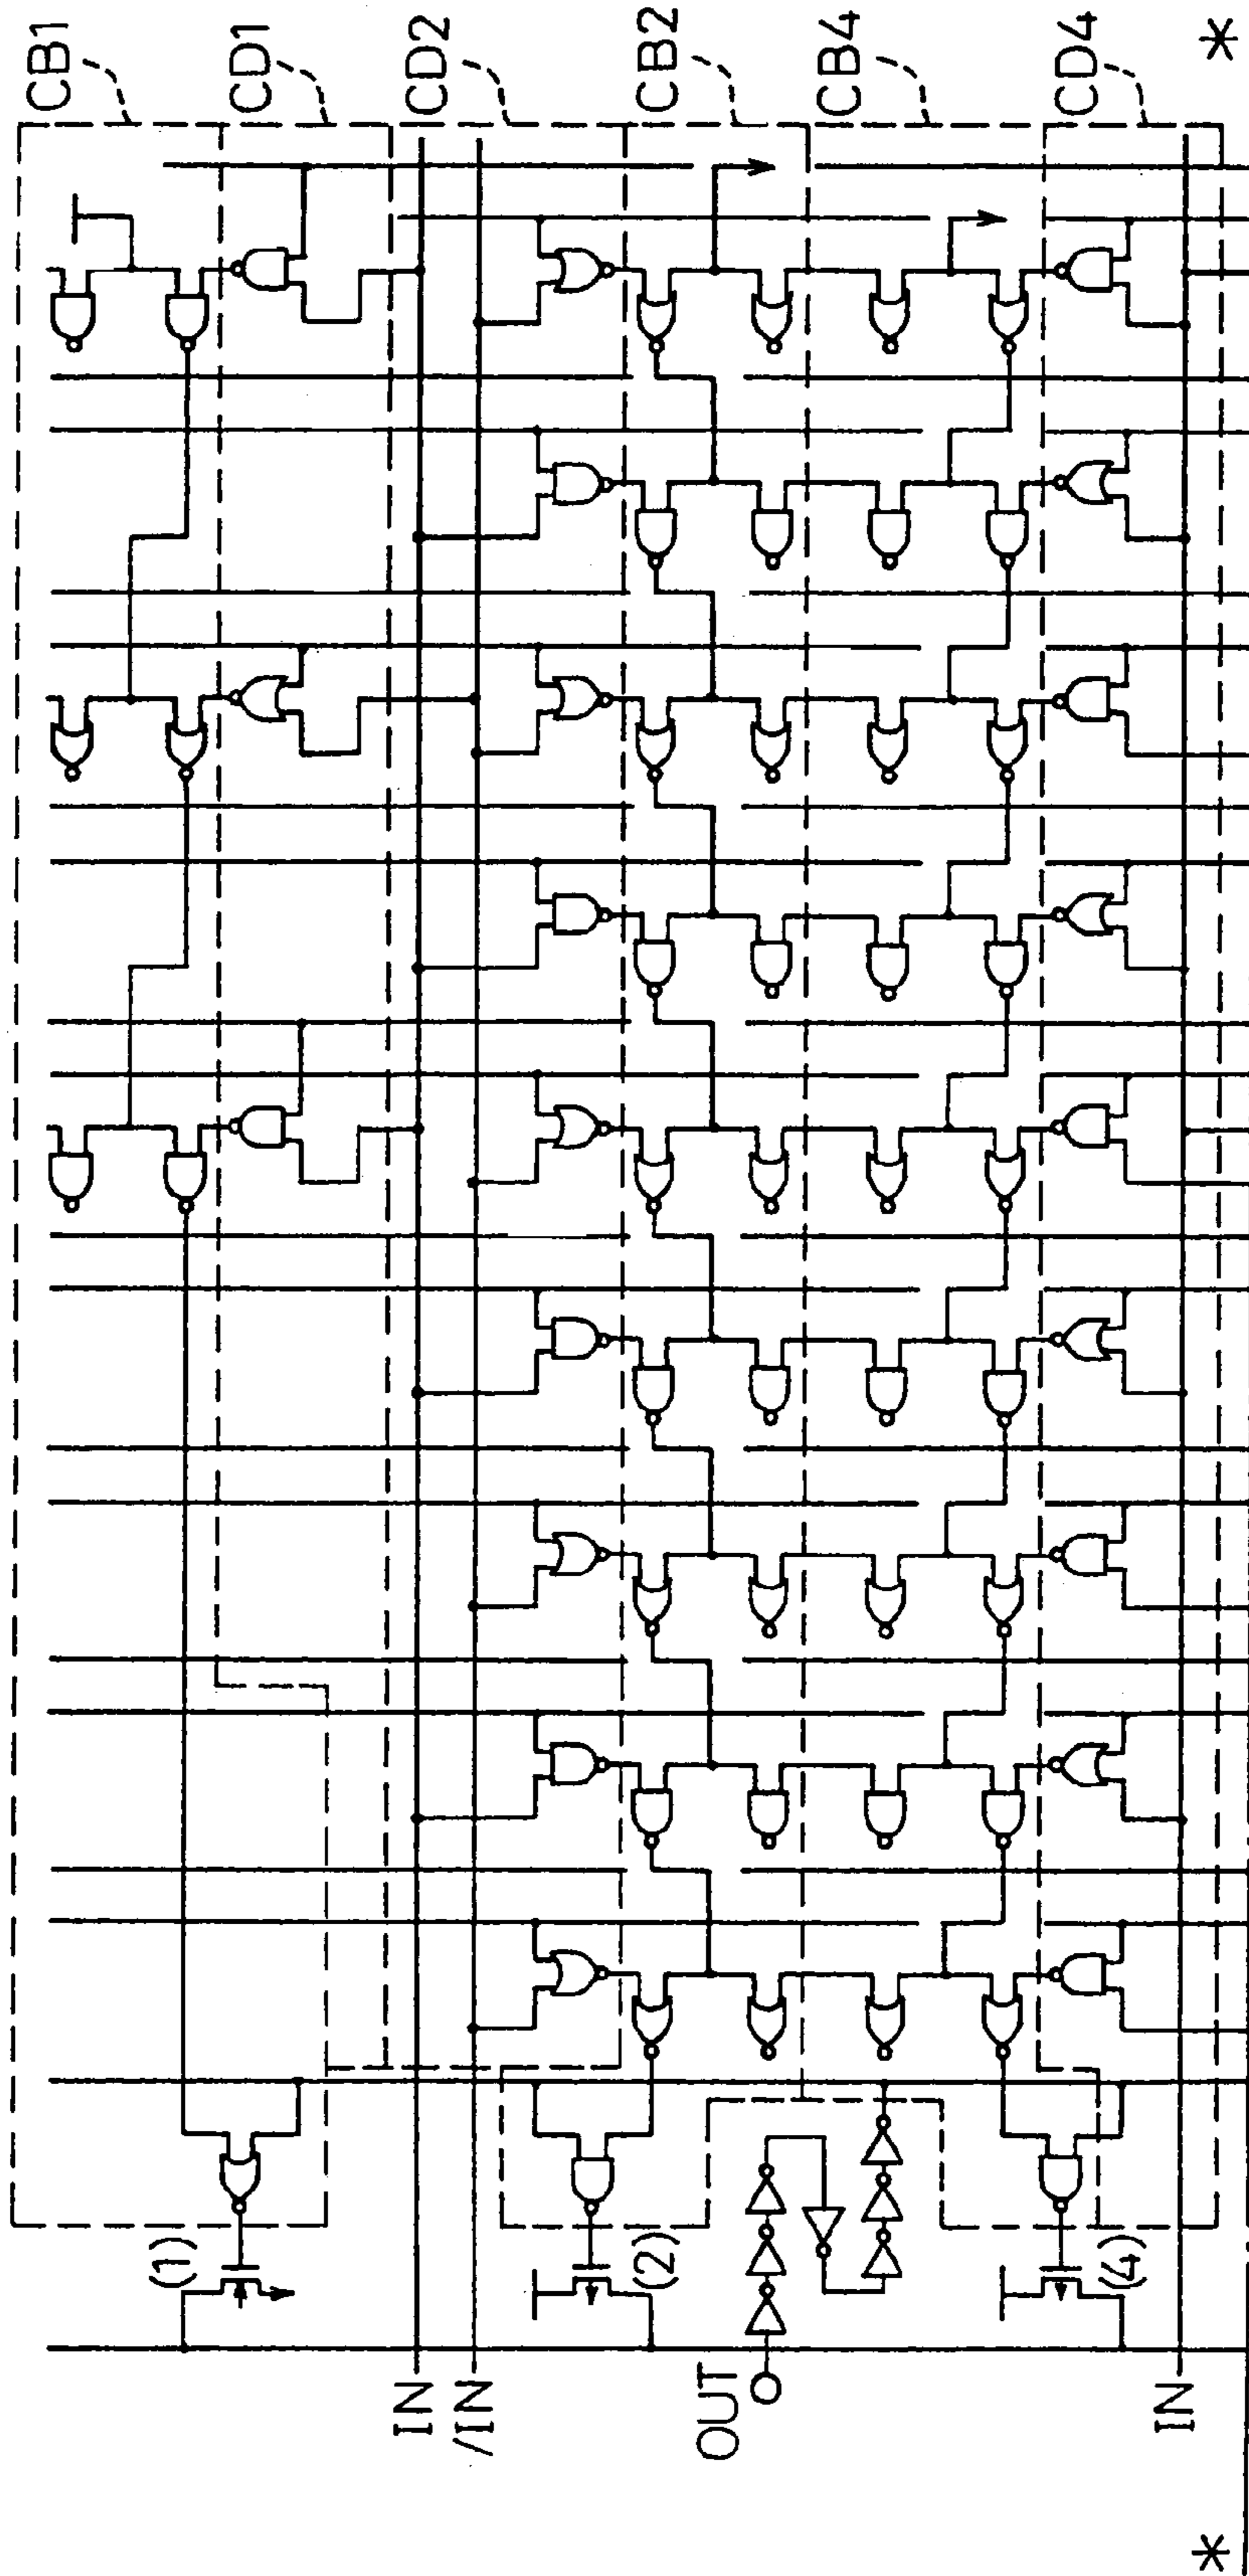 CB1
CD1
CD2
CB2
CB4
CD4
*
(1)
(2)
(4)
IN
/IN
OUT
IN
*